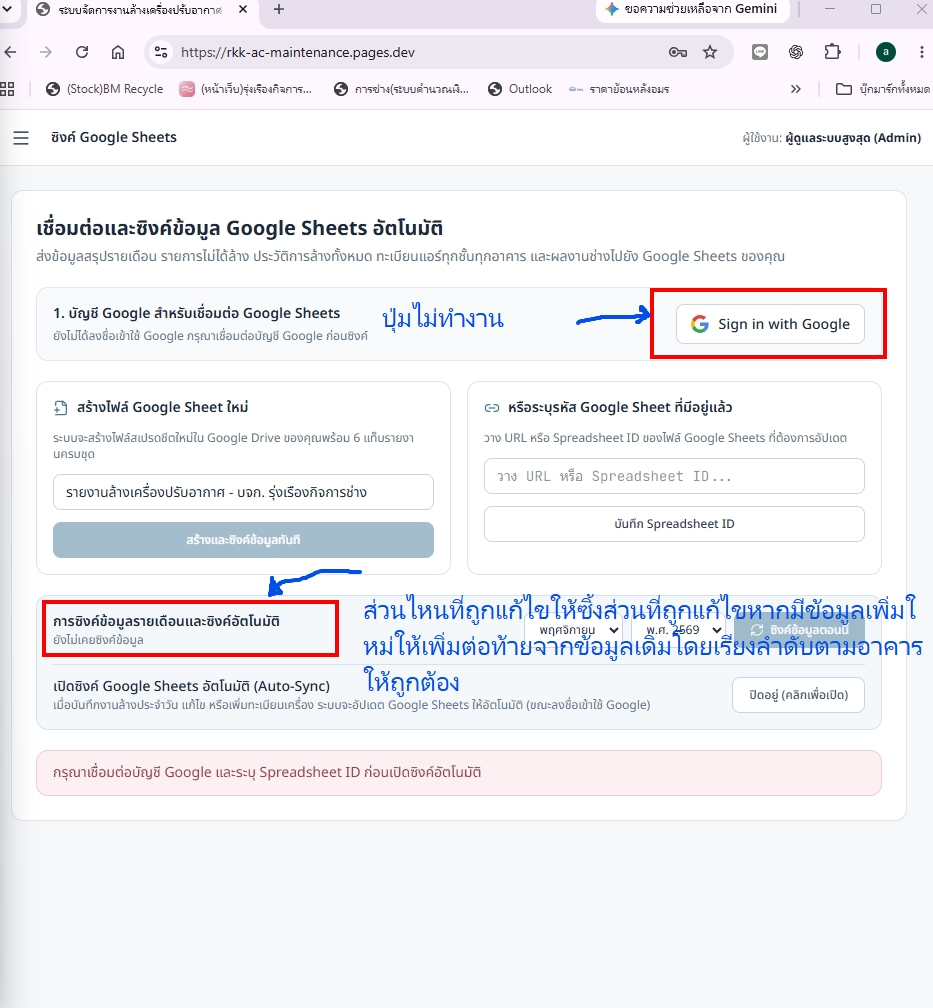 ระบบจัดการงานล้างเครื่องปรับอากาศ
ขอความช่วยเหลือจาก Gemini
https://rkk-ac-maintenance.pages.dev
a
(Stock)BM Recycle
(หน้าเว็บ)รุ่งเรืองกิจการ...
การช่าง(ระบบคำนวณ...
Outlook
ราคาย้อนหลังอมร
บุ๊กมาร์กทั้งหมด
ซิงค์ Google Sheets
ผู้ใช้งาน: ผู้ดูแลระบบสูงสุด (Admin)
เชื่อมต่อและซิงค์ข้อมูล Google Sheets อัตโนมัติ
ส่งข้อมูลสรุปรายเดือน รายการไม่ได้ล้าง ประวัติการล้างทั้งหมด ทะเบียนแอร์ทุกชั้นทุกอาคาร และผลงานช่างไปยัง Google Sheets ของคุณ
1. บัญชี Google สำหรับเชื่อมต่อ Google Sheets
ยังไม่ได้ลงชื่อเข้าใช้ Google กรุณาเชื่อมต่อบัญชี Google ก่อนซิงค์
ปุ่มไม่ทำงาน
Sign in with Google
สร้างไฟล์ Google Sheet ใหม่
ระบบจะสร้างไฟล์สเปรดชีตใหม่ใน Google Drive ของคุณพร้อม 6 แท็บรายงา
นครบชุด
รายงานล้างเครื่องปรับอากาศ - บจก. รุ่งเรืองกิจการช่าง
สร้างและซิงค์ข้อมูลทันที
หรือระบุรหัส Google Sheet ที่มีอยู่แล้ว
วาง URL หรือ Spreadsheet ID ของไฟล์ Google Sheets ที่ต้องการอัปเดต
วาง URL หรือ Spreadsheet ID...
บันทึก Spreadsheet ID
การซิงค์ข้อมูลรายเดือนและซิงค์อัตโนมัติ
ยังไม่เคยซิงค์ข้อมูล
พฤศจิกายน
พ.ศ. 2569
ซิงค์ข้อมูลตอนนี้
ส่วนไหนที่ถูกแก้ไขให้ซิ้งส่วนที่ถูกแก้ไขหากมีข้อมูลเพิ่มใ
หม่ให้เพิ่มต่อท้ายจากข้อมูลเดิมโดยเรียงลำดับตามอาคาร
ให้ถูกต้อง
เปิดซิงค์ Google Sheets อัตโนมัติ (Auto-Sync)
เมื่อบันทึกงานล้างประจำวัน แก้ไข หรือเพิ่มทะเบียนเครื่อง ระบบจะอัปเดต Google Sheets ให้อัตโนมัติ (ขณะลงชื่อเข้าใช้ Google)
ปิดอยู่ (คลิกเพื่อเปิด)
กรุณาเชื่อมต่อบัญชี Google และระบุ Spreadsheet ID ก่อนเปิดซิงค์อัตโนมัติ